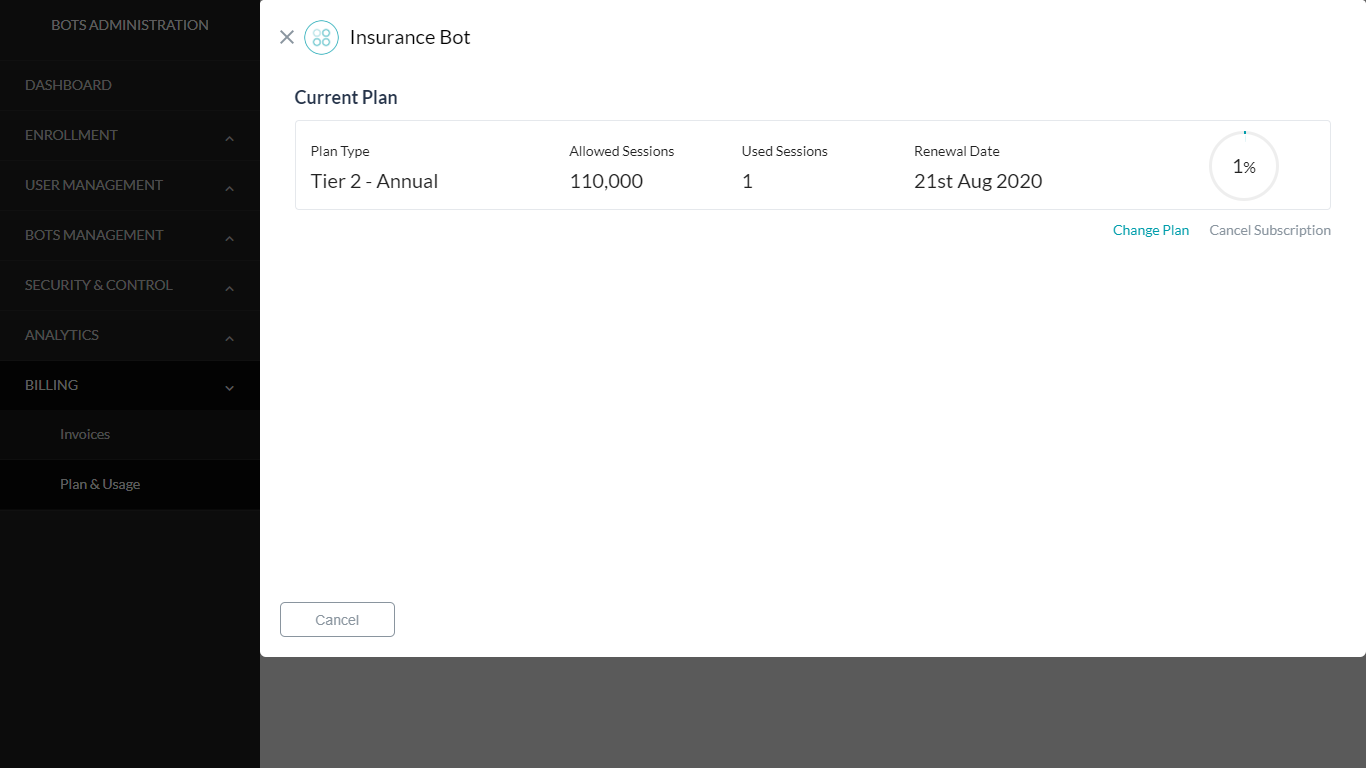 BOTS ADMINISTRATION
DASHBOARD
ENROLLMENT
USER MANAGEMENT
BOTS MANAGEMENT
SECURITY & CONTROL
ANALYTICS
BILLING
Invoices
Plan & Usage
Insurance Bot
Current Plan
Plan Type Allowed Sessions Used Sessions Renewal Date
Tier 2 - Annual 110,000 1 21st Aug 2020
1%
Change Plan Cancel Subscription
Cancel